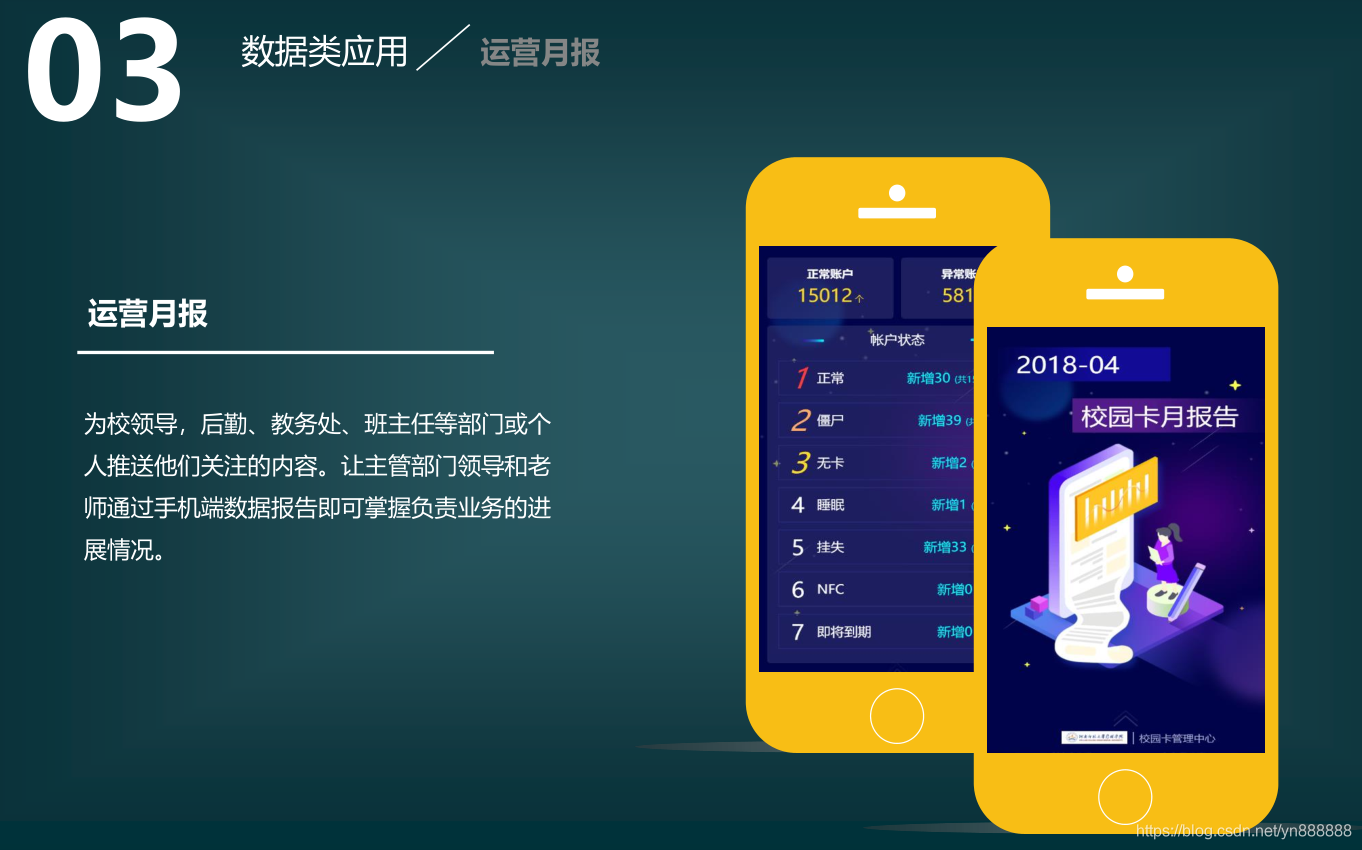 03
数据类应用
运营月报
运营月报
为校领导，后勤、教务处、班主任等部门或个
人推送他们关注的内容。让主管部门领导和老
师通过手机端数据报告即可掌握负责业务的进
展情况。
正常账户
15012个
异常账
581
帐户状态
1 正常 新增30
2 僵尸 新增39
3 无卡 新增2
4 睡眠 新增1
5 挂失 新增33
6 NFC 新增0
7 即将到期 新增0
2018-04
校园卡月报告
校园卡管理中心
https://blog.csdn.net/yn888888